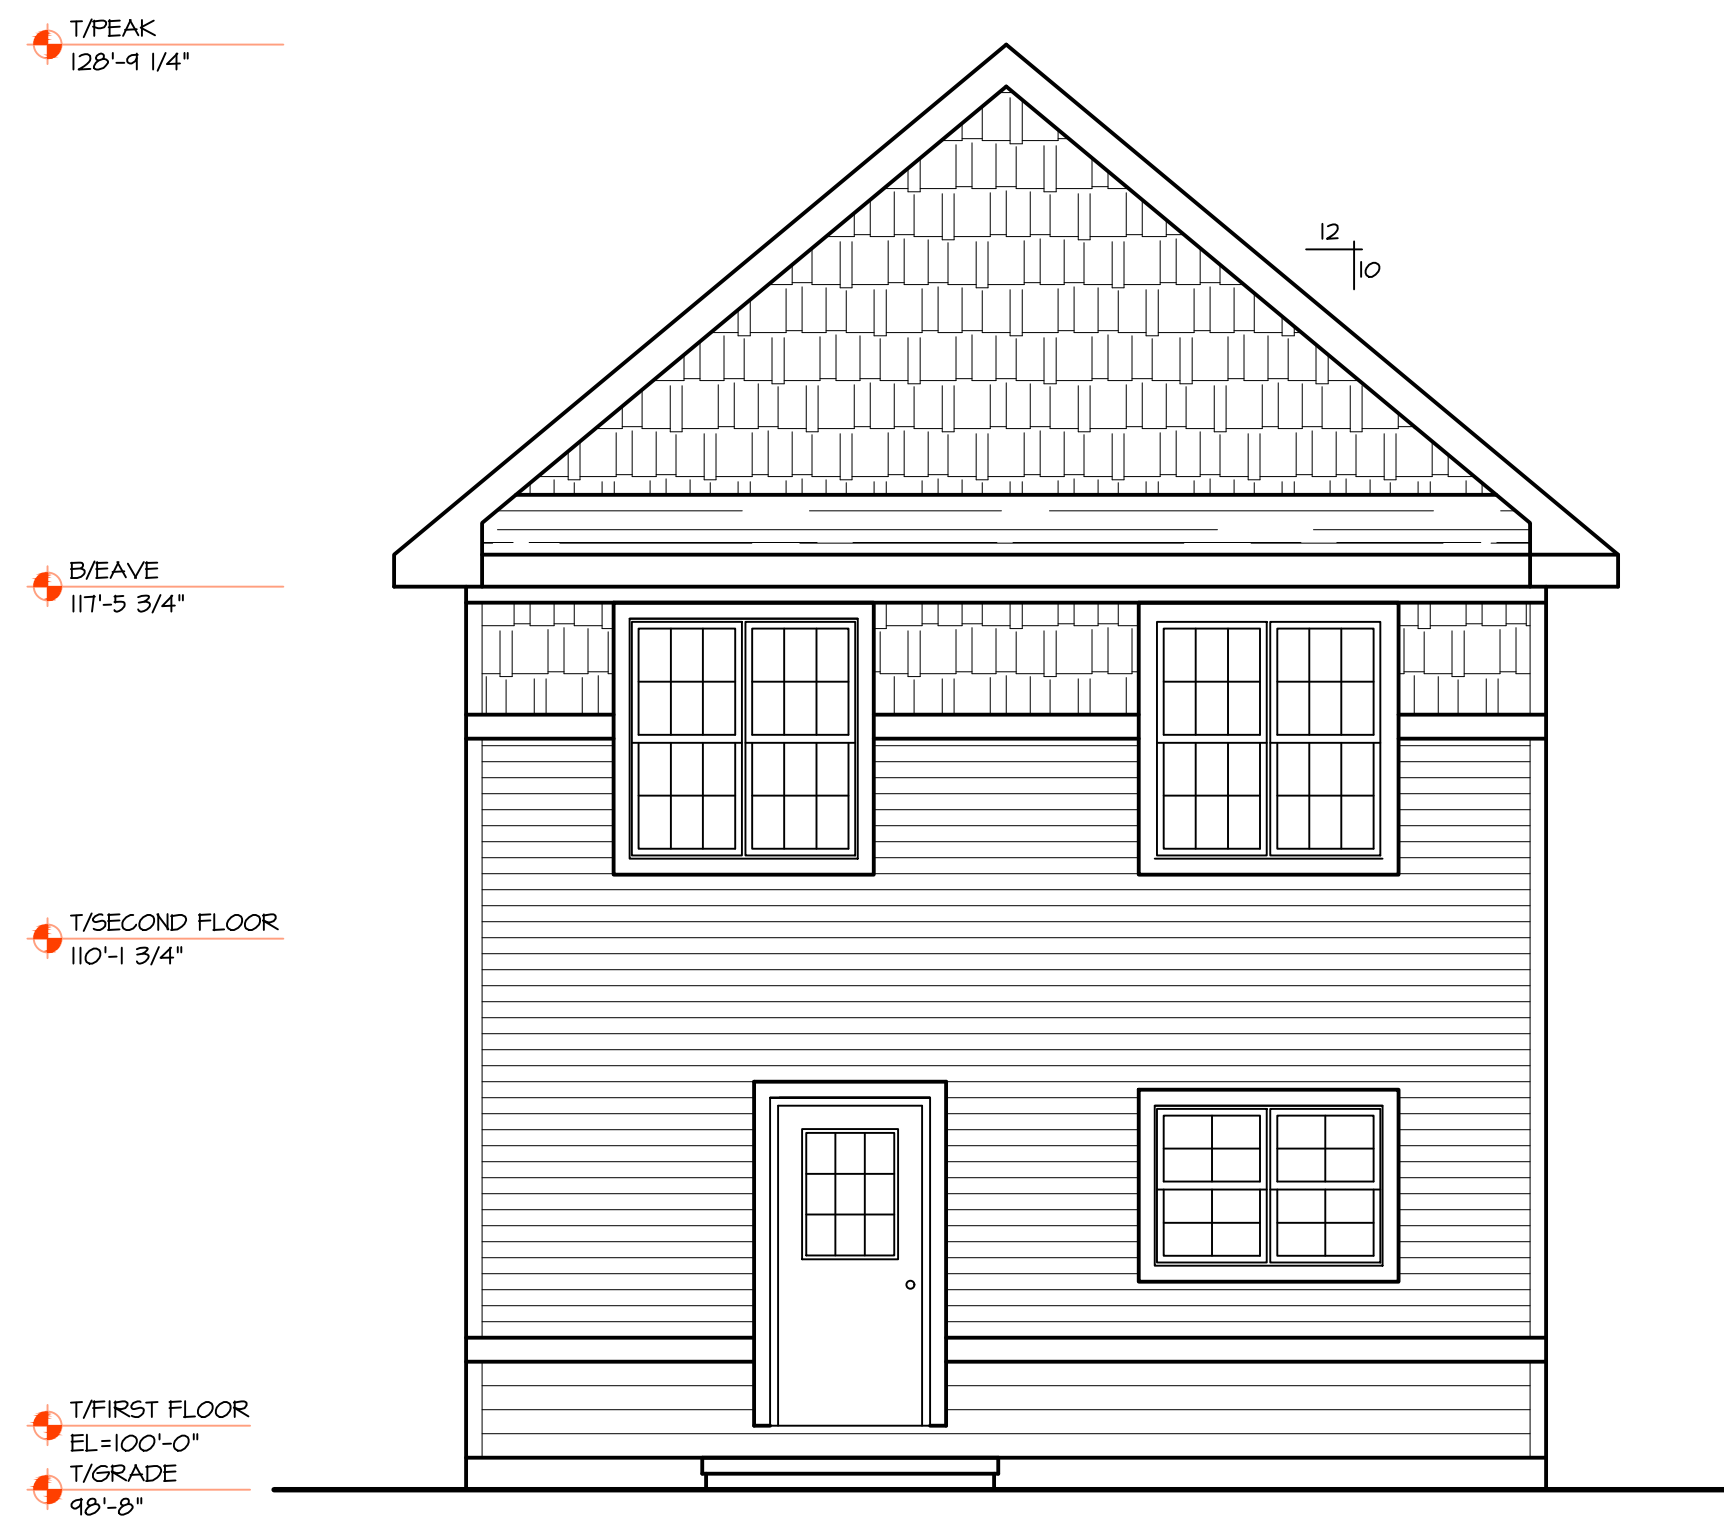 T/PEAK
128'-9 1/4"
12
10
B/EAVE
117'-5 3/4"
T/SECOND FLOOR
110'-1 3/4"
T/FIRST FLOOR
EL=100'-0"
T/GRADE
98'-8"